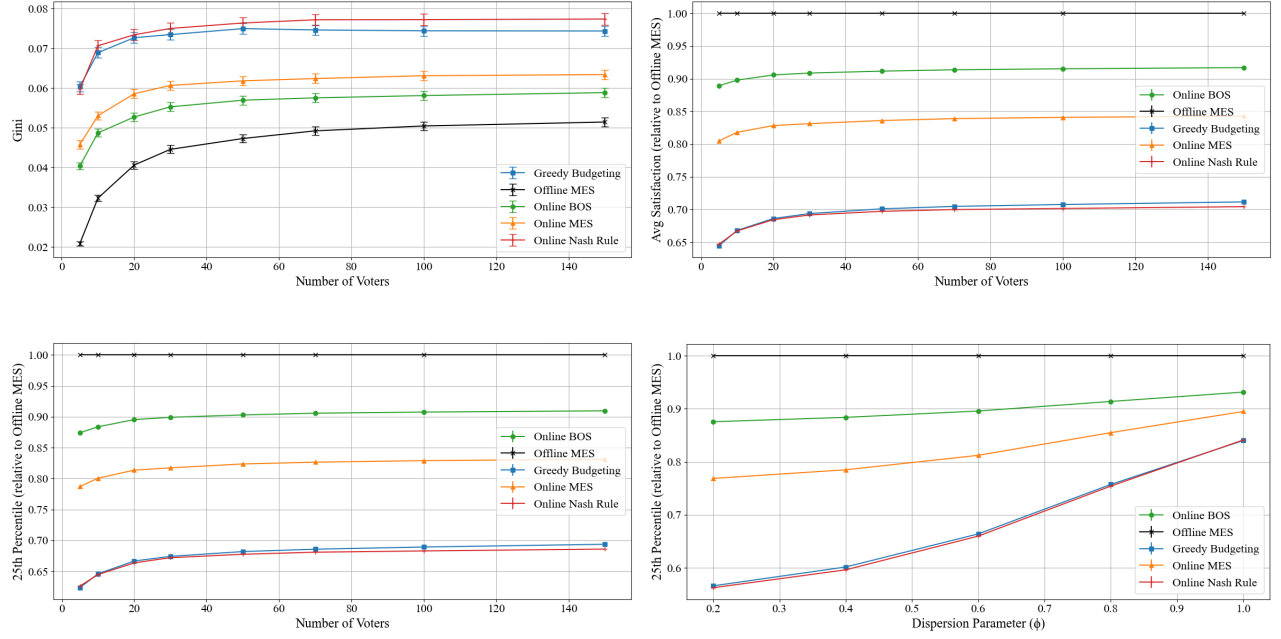 0.08
0.07
0.06
0.05
0.04
0.03
0.02
Gini
0
20
40
60
80
100
120
140
Number of Voters
Greedy Budgeting
Offline MES
Online BOS
Online MES
Online Nash Rule
1.00
0.95
0.90
0.85
0.80
0.75
0.70
0.65
Avg Satisfaction (relative to Offline MES)
0
20
40
60
80
100
120
140
Number of Voters
Online BOS
Offline MES
Greedy Budgeting
Online MES
Online Nash Rule
1.00
0.95
0.90
0.85
0.80
0.75
0.70
0.65
25th Percentile (relative to Offline MES)
0
20
40
60
80
100
120
140
Number of Voters
Online BOS
Offline MES
Greedy Budgeting
Online MES
Online Nash Rule
1.0
0.9
0.8
0.7
0.6
25th Percentile (relative to Offline MES)
0.2
0.3
0.4
0.5
0.6
0.7
0.8
0.9
1.0
Dispersion Parameter (ϕ)
Online BOS
Offline MES
Greedy Budgeting
Online MES
Online Nash Rule